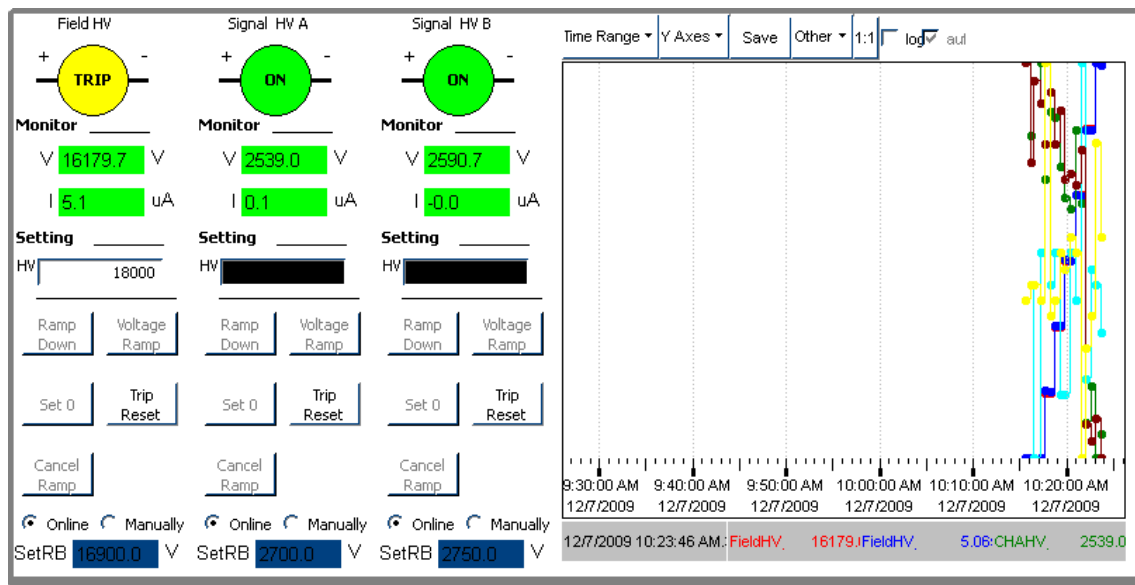 Field HV
Signal HV A
Signal HV B
+ -
TRIP
+ -
ON
+ -
ON
Monitor
Monitor
Monitor
V 16179.7 V
V 2539.0 V
V 2590.7 V
I 5.1 uA
I 0.1 uA
I -0.0 uA
Setting
Setting
Setting
HV 18000
HV
HV
Ramp Down
Voltage Ramp
Ramp Down
Voltage Ramp
Ramp Down
Voltage Ramp
Set 0
Trip Reset
Set 0
Trip Reset
Set 0
Trip Reset
Cancel Ramp
Cancel Ramp
Cancel Ramp
Online Manually
Online Manually
Online Manually
SetRB 16900.0 V
SetRB 2700.0 V
SetRB 2750.0 V
Time Range Y Axes Save Other 1:1 log aut
9:30:00 AM 9:40:00 AM 9:50:00 AM 10:00:00 AM 10:10:00 AM 10:20:00 AM
12/7/2009 12/7/2009 12/7/2009 12/7/2009 12/7/2009 12/7/2009
12/7/2009 10:23:46 AM. FieldHV 16179. FieldHV 5.06 CHAHV 2539.0